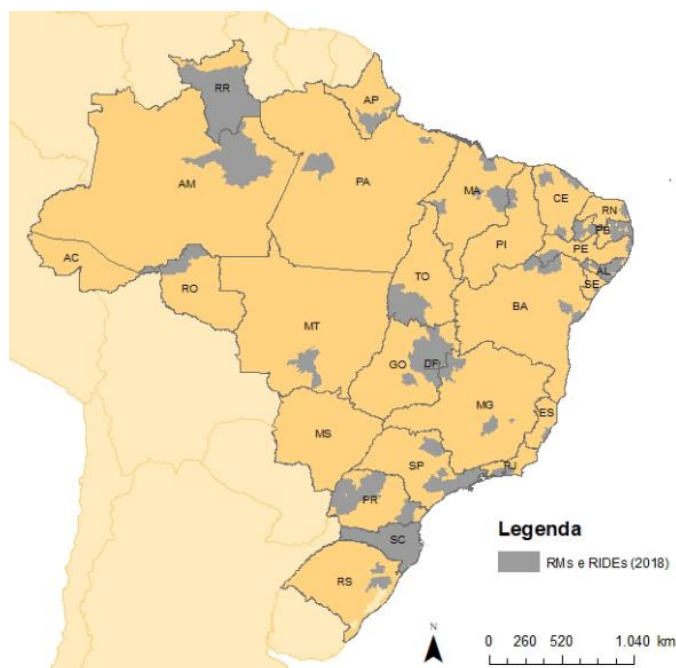 RR
AP
AM
PA
MA
CE
RN
PB
PI
PE
AC
TO
AL
SE
RO
BA
MT
GO
DF
MG
ES
MS
SP
RJ
PR
SC
RS
Legenda
RMs e RIDEs (2018)
N
0 260 520 1.040 km